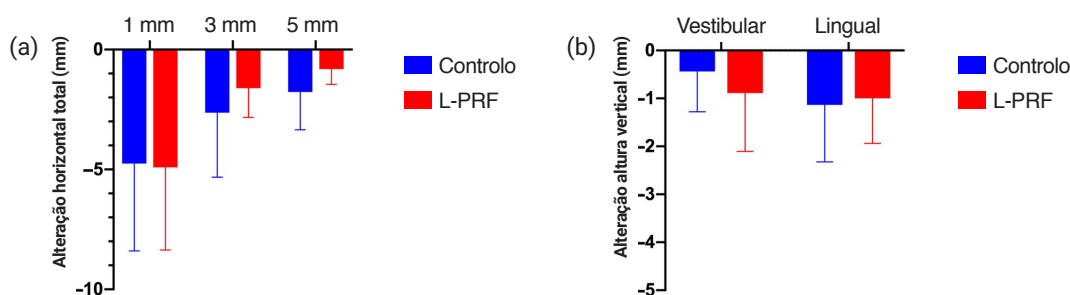 (a)
1 mm 3 mm 5 mm
Alteração horizontal total (mm)
0
–5
–10
Controlo
L-PRF
(b)
Vestibular Lingual
Alteração altura vertical (mm)
0
–1
–2
–3
–4
–5
Controlo
L-PRF